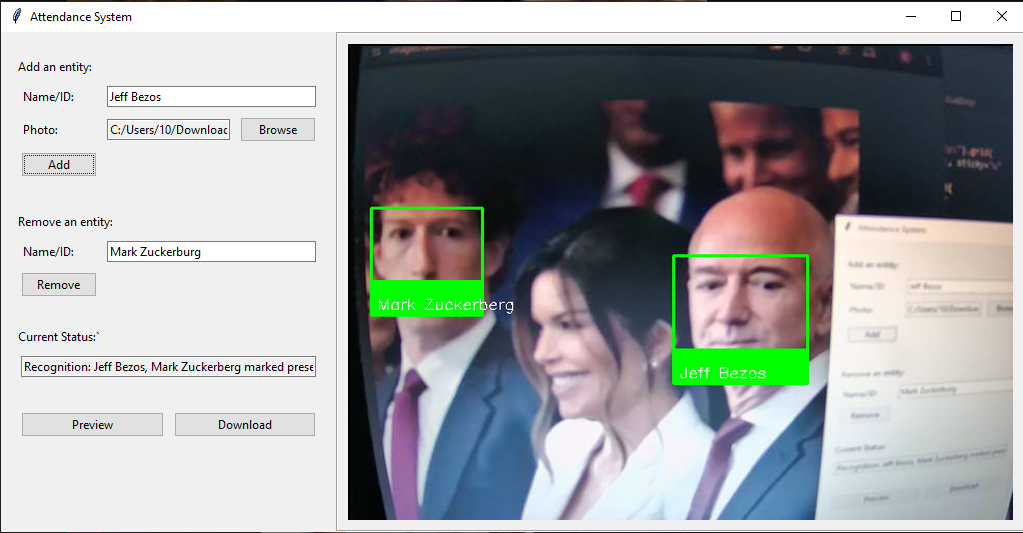 Attendance System
Add an entity:
Name/ID:
Jeff Bezos
Photo:
C:/Users/10/Downloac
Browse
Add
Remove an entity:
Name/ID:
Mark Zuckerburg
Remove
Current Status:`
Recognition: Jeff Bezos, Mark Zuckerberg marked prese
Preview
Download
Mark Zuckerberg
Jeff Bezos
Attendance System
Add an entity:
Name/ID:
Jeff Bezos
Photo:
C:/Users/10/Downloac
Add
Remove an entity:
Name/ID:
Mark Zuckerburg
Remove
Current Status:
Recognition: Jeff Bezos, Mark Zuckerberg marked prese
Preview
Download